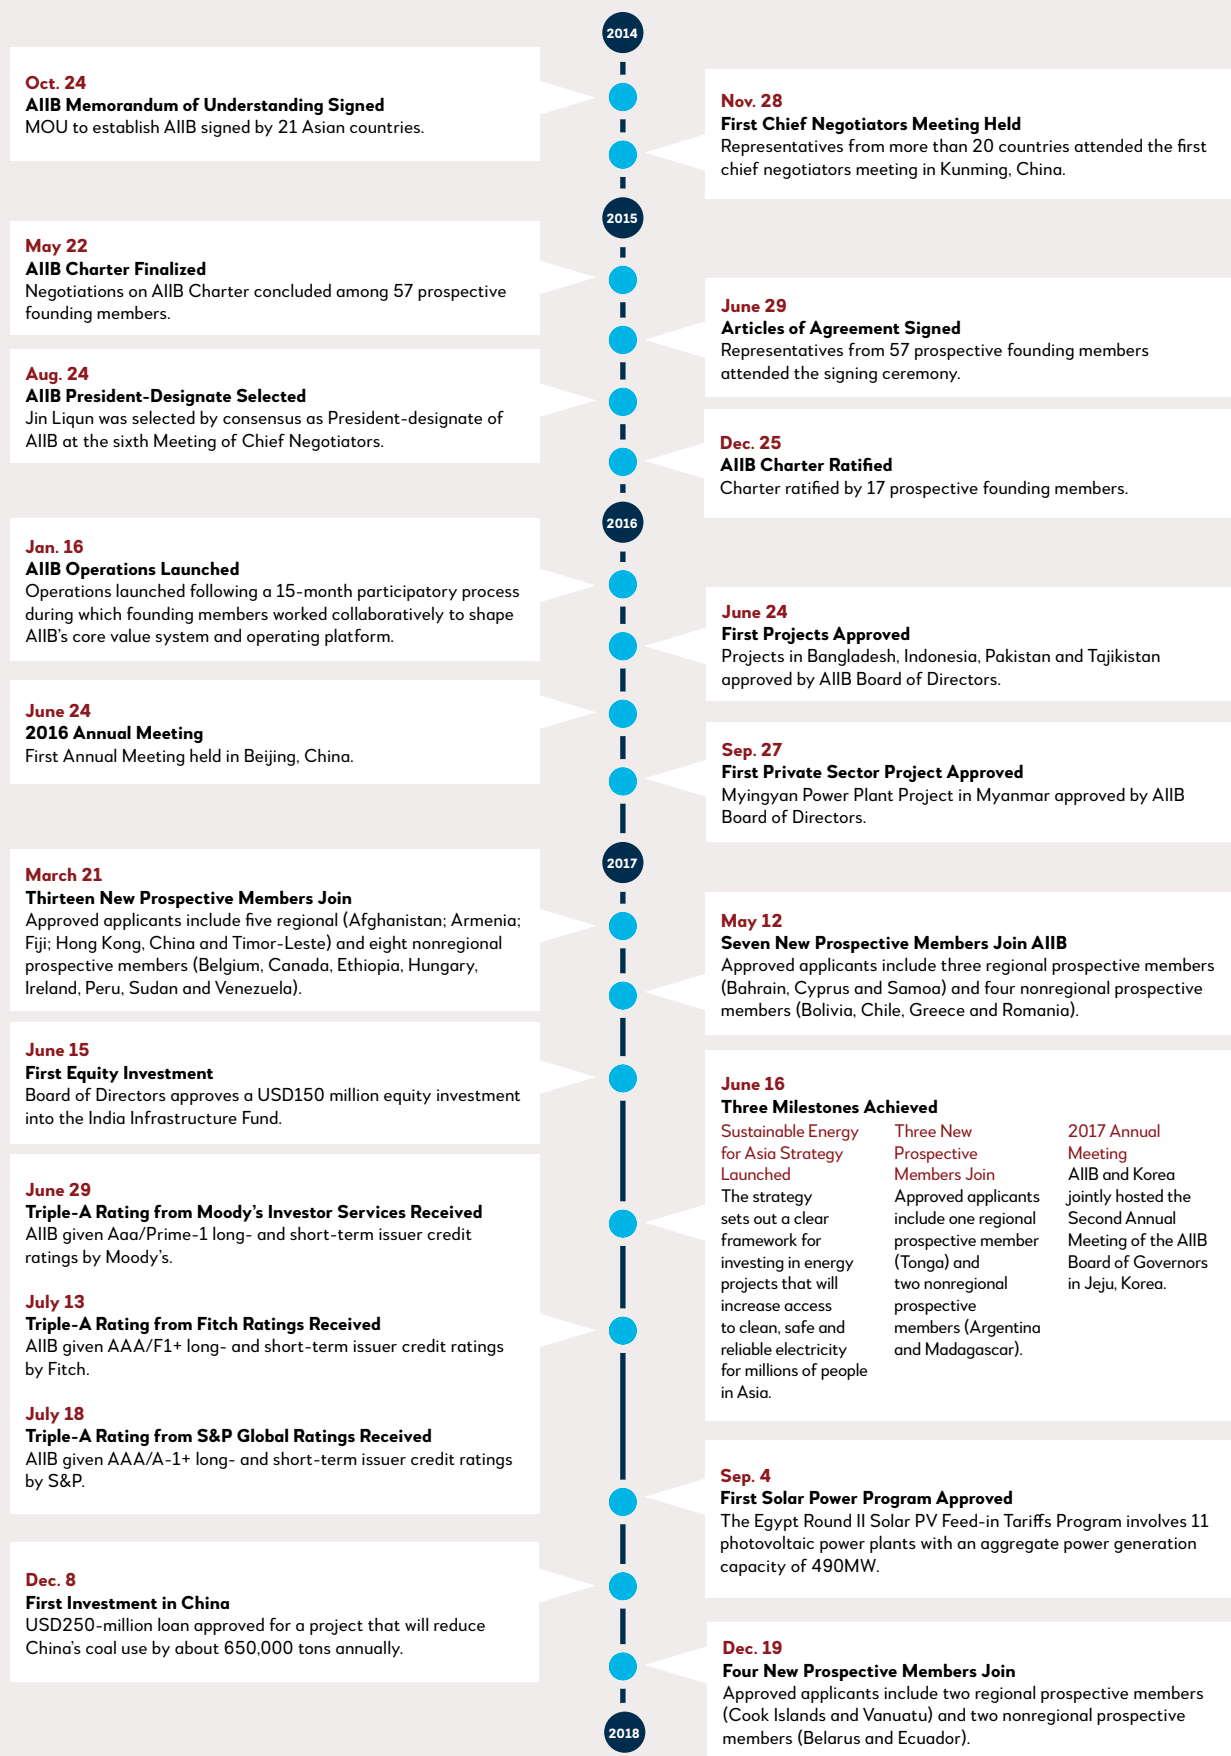 2014
Oct. 24
AIIB Memorandum of Understanding Signed
MOU to establish AIIB signed by 21 Asian countries.
Nov. 28
First Chief Negotiators Meeting Held
Representatives from more than 20 countries attended the first
chief negotiators meeting in Kunming, China.
2015
May 22
AIIB Charter Finalized
Negotiations on AIIB Charter concluded among 57 prospective
founding members.
June 29
Articles of Agreement Signed
Representatives from 57 prospective founding members
attended the signing ceremony.
Aug. 24
AIIB President-Designate Selected
Jin Liqun was selected by consensus as President-designate of
AIIB at the sixth Meeting of Chief Negotiators.
Dec. 25
AIIB Charter Ratified
Charter ratified by 17 prospective founding members.
2016
Jan. 16
AIIB Operations Launched
Operations launched following a 15-month participatory process
during which founding members worked collaboratively to shape
AIIB's core value system and operating platform.
June 24
First Projects Approved
Projects in Bangladesh, Indonesia, Pakistan and Tajikistan
approved by AIIB Board of Directors.
June 24
2016 Annual Meeting
First Annual Meeting held in Beijing, China.
Sep. 27
First Private Sector Project Approved
Myingyan Power Plant Project in Myanmar approved by AIIB
Board of Directors.
2017
March 21
Thirteen New Prospective Members Join
Approved applicants include five regional (Afghanistan; Armenia;
Fiji; Hong Kong, China and Timor-Leste) and eight nonregional
prospective members (Belgium, Canada, Ethiopia, Hungary,
Ireland, Peru, Sudan and Venezuela).
May 12
Seven New Prospective Members Join AIIB
Approved applicants include three regional prospective members
(Bahrain, Cyprus and Samoa) and four nonregional prospective
members (Bolivia, Chile, Greece and Romania).
June 15
First Equity Investment
Board of Directors approves a USD150 million equity investment
into the India Infrastructure Fund.
June 16
Three Milestones Achieved
Sustainable Energy
for Asia Strategy
Launched
The strategy
sets out a clear
framework for
investing in energy
projects that will
increase access
to clean, safe and
reliable electricity
for millions of people
in Asia.
Three New
Prospective
Members Join
Approved applicants
include one regional
prospective member
(Tonga) and
two nonregional
prospective
members (Argentina
and Madagascar).
2017 Annual
Meeting
AIIB and Korea
jointly hosted the
Second Annual
Meeting of the AIIB
Board of Governors
in Jeju, Korea.
June 29
Triple-A Rating from Moody's Investor Services Received
AIIB given Aaa/Prime-1 long- and short-term issuer credit
ratings by Moody's.
July 13
Triple-A Rating from Fitch Ratings Received
AIIB given AAA/F1+ long- and short-term issuer credit ratings
by Fitch.
July 18
Triple-A Rating from S&P Global Ratings Received
AIIB given AAA/A-1+ long- and short-term issuer credit ratings
by S&P.
Sep. 4
First Solar Power Program Approved
The Egypt Round II Solar PV Feed-in Tariffs Program involves 11
photovoltaic power plants with an aggregate power generation
capacity of 490MW.
Dec. 8
First Investment in China
USD250-million loan approved for a project that will reduce
China's coal use by about 650,000 tons annually.
Dec. 19
Four New Prospective Members Join
Approved applicants include two regional prospective members
(Cook Islands and Vanuatu) and two nonregional prospective
members (Belarus and Ecuador).
2018